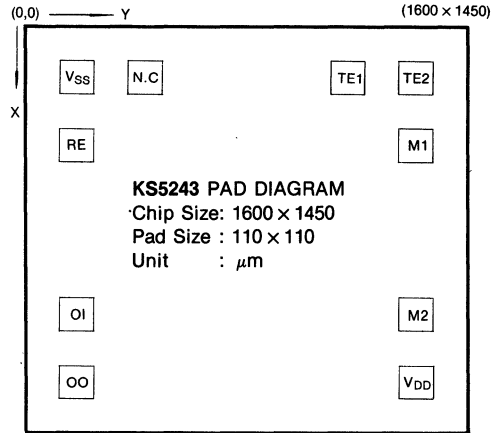 (0,0) Y (1600 × 1450)
X
VSS N.C TE1 TE2
RE M1
KS5243 PAD DIAGRAM
Chip Size: 1600 × 1450
Pad Size : 110 × 110
Unit : μm
OI M2
OO VDD